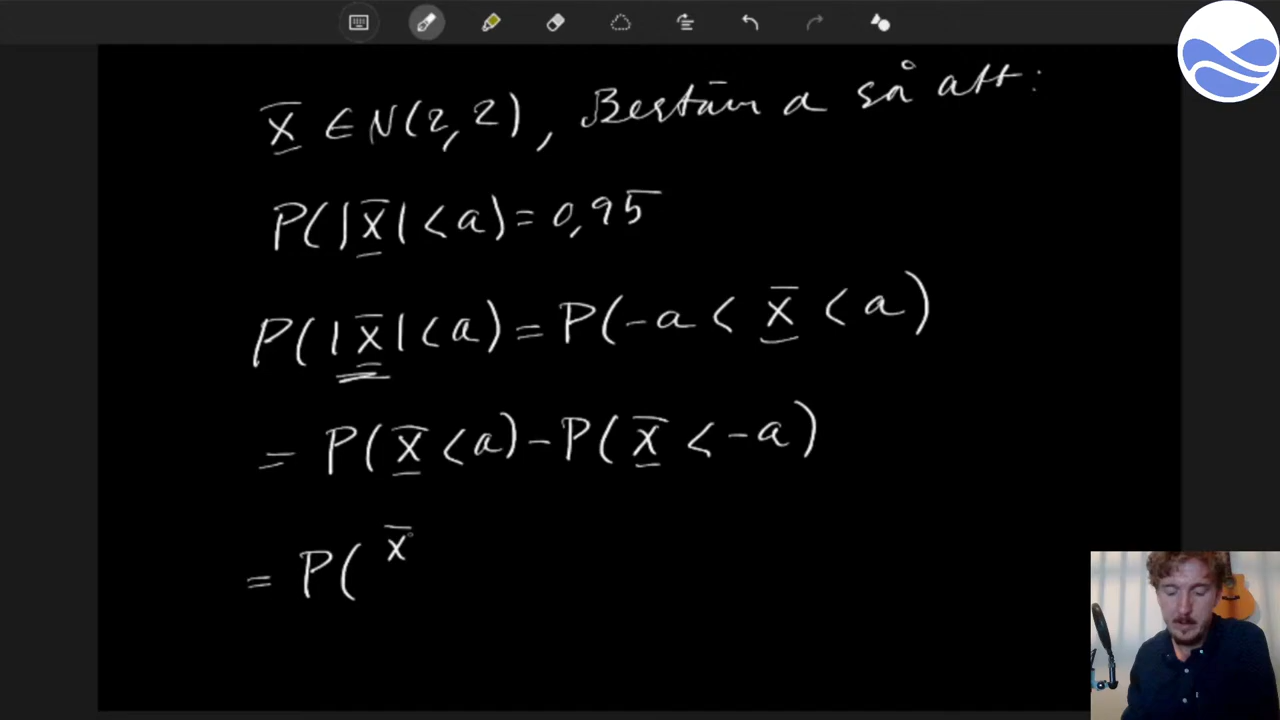 X ∈ N(2,2), Bestäm a så att:
P(|X| < a) = 0,95
P(|X| < a) = P(-a < X < a)
= P(X < a) - P(X < -a)
= P( X